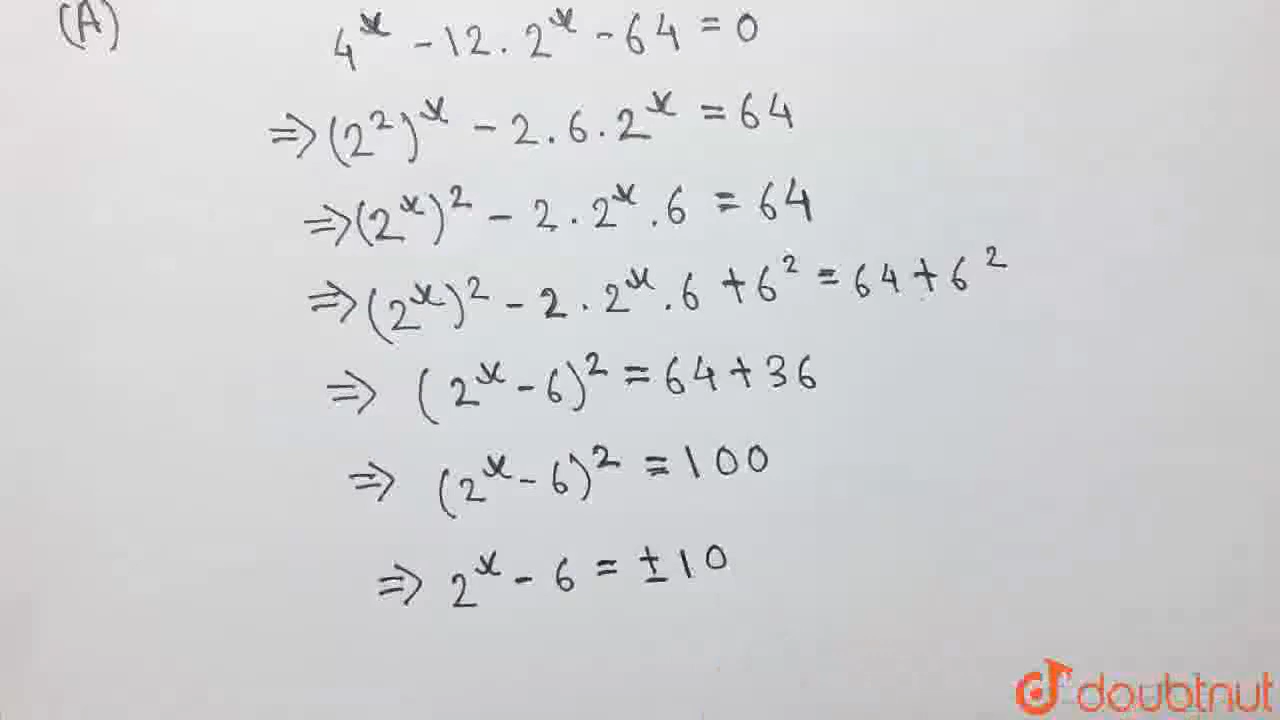 (A) 4^x - 12 . 2^x - 64 = 0
⇒ (2^2)^x - 2 . 6 . 2^x = 64
⇒ (2^x)^2 - 2 . 2^x . 6 = 64
⇒ (2^x)^2 - 2 . 2^x . 6 + 6^2 = 64 + 6^2
⇒ (2^x - 6)^2 = 64 + 36
⇒ (2^x - 6)^2 = 100
⇒ 2^x - 6 = ± 10
doubtnut